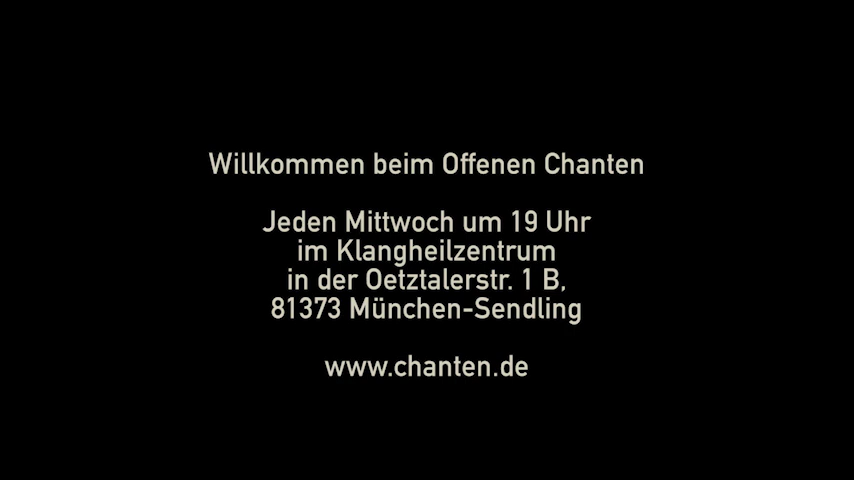 Willkommen beim Offenen Chanten
Jeden Mittwoch um 19 Uhr
im Klangheilzentrum
in der Oetztalerstr. 1 B,
81373 München-Sendling
www.chanten.de